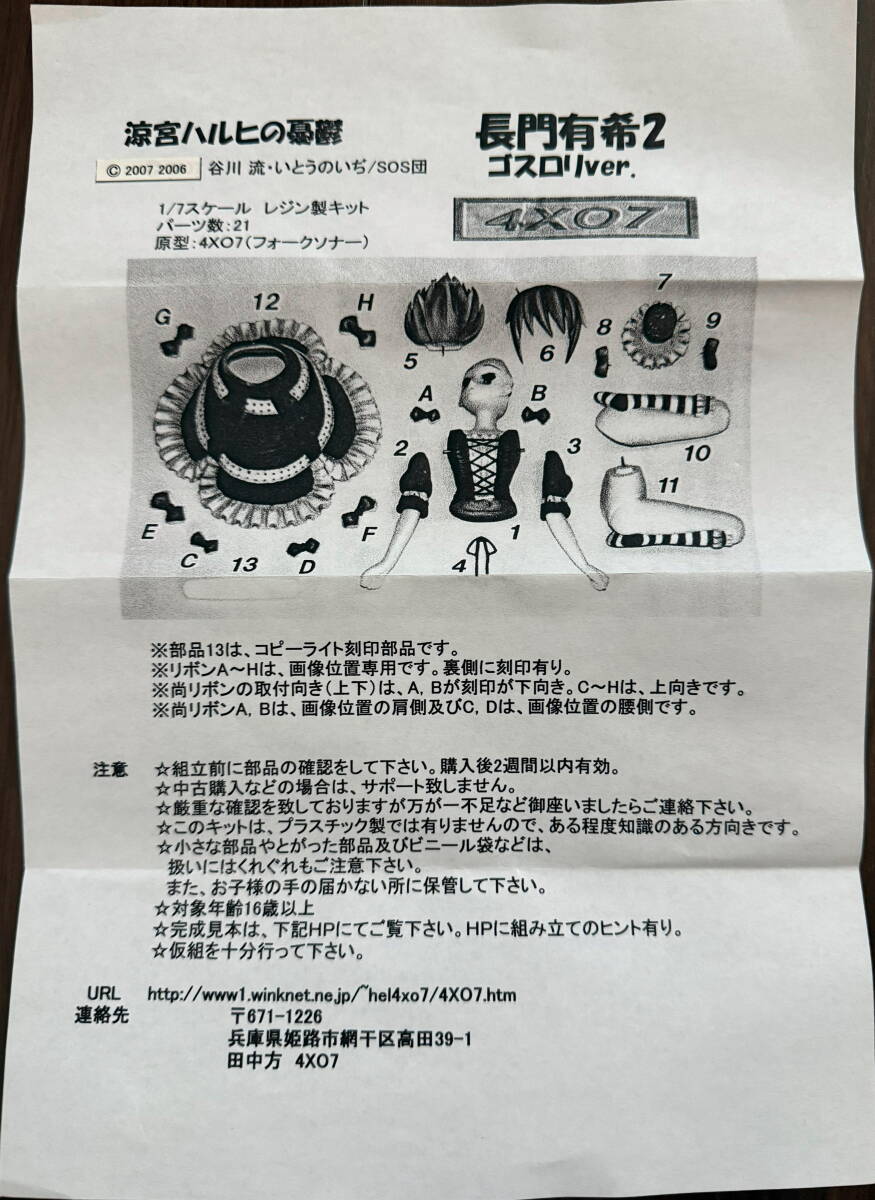 涼宮ハルヒの憂鬱
© 2007 2006 谷川 流・いとうのいぢ/SOS団
長門有希2
ゴスロリver.
1/7スケール レジン製キット
パーツ数:21
原型:4XO7(フォークソナー)
4XO7
G
12
H
5
6
7
8
9
A
B
2
3
10
11
E
F
C
13
D
4
1
※部品13は、コピーライト刻印部品です。
※リボンA～Hは、画像位置専用です。裏側に刻印有り。
※尚リボンの取付向き(上下)は、A, Bが刻印が下向き。C～Hは、上向きです。
※尚リボンA, Bは、画像位置の肩側及びC, Dは、画像位置の腰側です。
注意 ☆組立前に部品の確認をして下さい。購入後2週間以内有効。
☆中古購入などの場合は、サポート致しません。
☆厳重な確認を致しておりますが万が一不足など御座いましたらご連絡下さい。
☆このキットは、プラスチック製では有りませんので、ある程度知識のある方向きです。
☆小さな部品やとがった部品及びビニール袋などは、
扱いにはくれぐれもご注意下さい。
また、お子様の手の届かない所に保管して下さい。
☆対象年齢16歳以上
☆完成見本は、下記HPにてご覧下さい。HPに組み立てのヒント有り。
☆仮組を十分行って下さい。
URL http://www1.winknet.ne.jp/~hel4xo7/4XO7.htm
連絡先 〒671-1226
兵庫県姫路市網干区高田39-1
田中方 4XO7